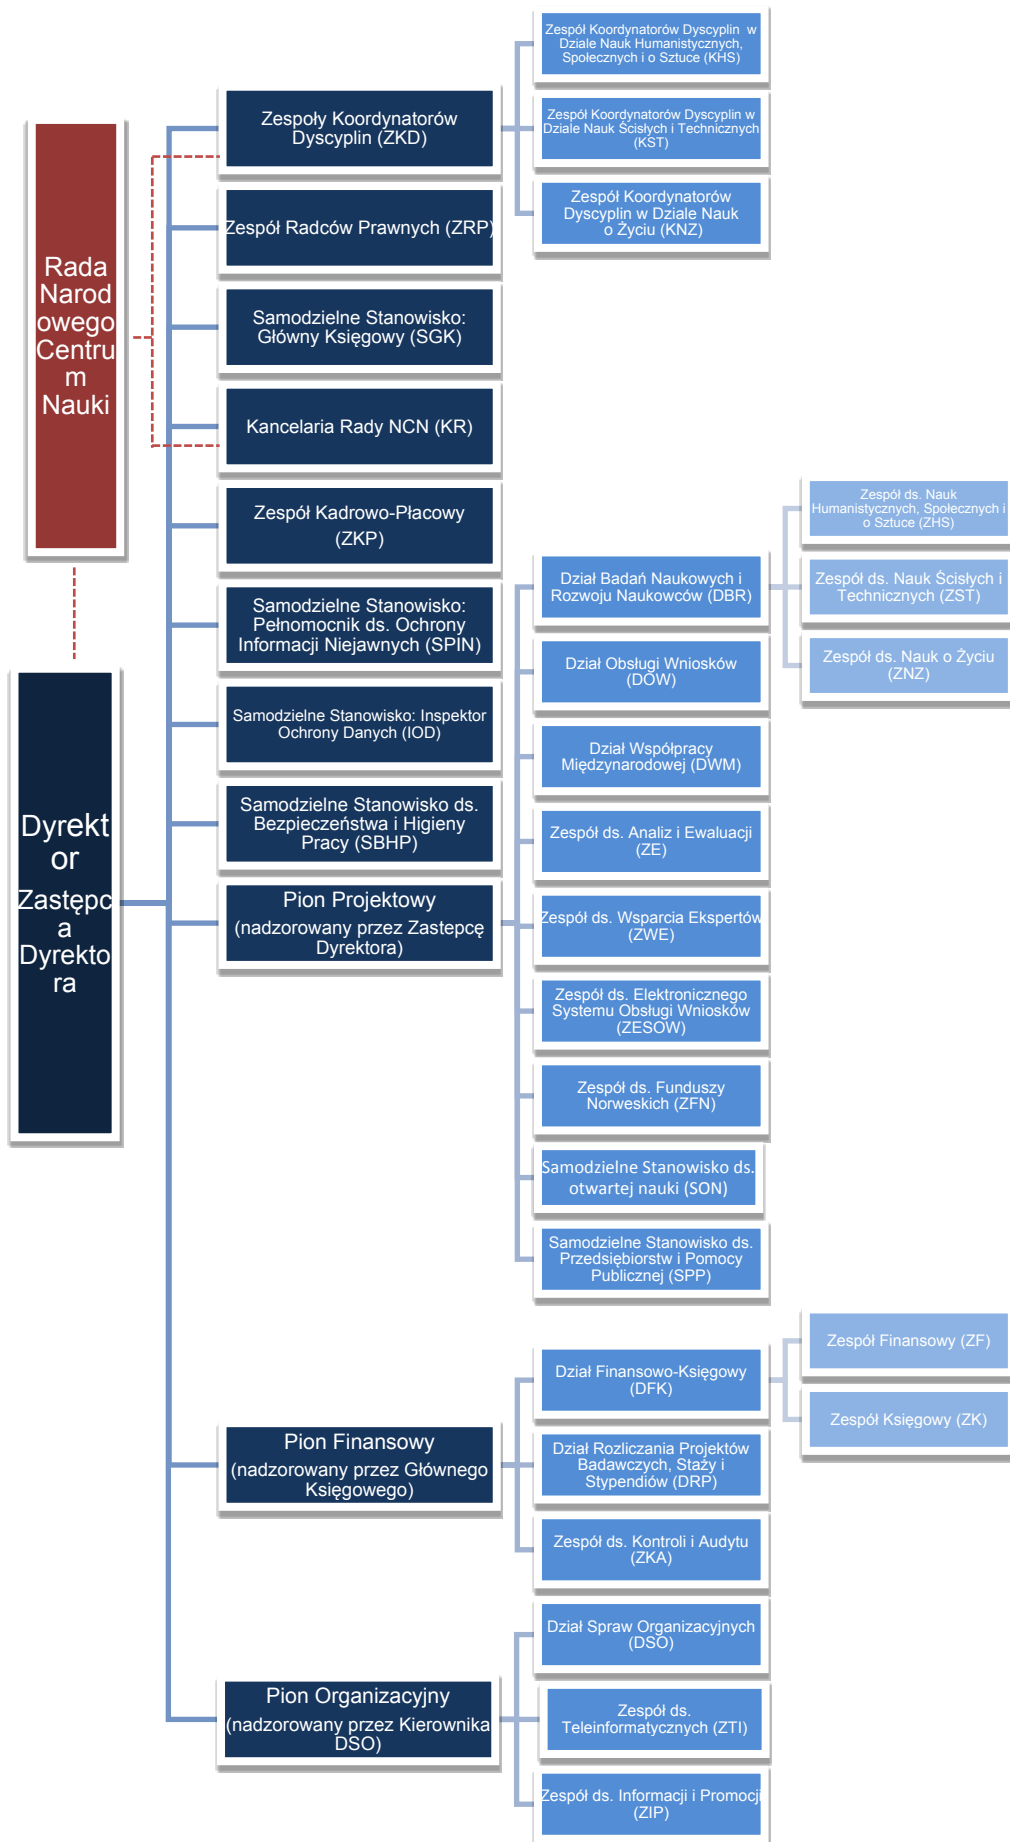 Rada
Narod
owego
Centru
m
Nauki
Dyrekt
or
Zastępc
a
Dyrekto
ra
Zespoły Koordynatorów
Dyscyplin (ZKD)
Zespół Koordynatorów Dyscyplin w
Dziale Nauk Humanistycznych,
Społecznych i o Sztuce (KHS)
Zespół Koordynatorów Dyscyplin w
Dziale Nauk Ścisłych i Technicznych
(KST)
Zespół Koordynatorów
Dyscyplin w Dziale Nauk
o Życiu (KNZ)
Zespół Radców Prawnych (ZRP)
Samodzielne Stanowisko:
Główny Księgowy (SGK)
Kancelaria Rady NCN (KR)
Zespół Kadrowo-Płacowy
(ZKP)
Samodzielne Stanowisko:
Pełnomocnik ds. Ochrony
Informacji Niejawnych (SPIN)
Samodzielne Stanowisko: Inspektor
Ochrony Danych (IOD)
Samodzielne Stanowisko ds.
Bezpieczeństwa i Higieny
Pracy (SBHP)
Pion Projektowy
(nadzorowany przez Zastepcę
Dyrektora)
Dział Badań Naukowych i
Rozwoju Naukowców (DBR)
Zespół ds. Nauk
Humanistycznych, Społecznych i
o Sztuce (ZHS)
Zespół ds. Nauk Ścisłych i
Technicznych (ZST)
Zespół ds. Nauk o Życiu
(ZNZ)
Dział Obsługi Wniosków
(DOW)
Dział Współpracy
Międzynarodowej (DWM)
Zespół ds. Analiz i Ewaluacji
(ZE)
Zespół ds. Wsparcia Ekspertów
(ZWE)
Zespół ds. Elektronicznego
Systemu Obsługi Wniosków
(ZESOW)
Zespół ds. Funduszy
Norweskich (ZFN)
Samodzielne Stanowisko ds.
otwartej nauki (SON)
Samodzielne Stanowisko ds.
Przedsiębiorstw i Pomocy
Publicznej (SPP)
Pion Finansowy
(nadzorowany przez Głównego
Księgowego)
Dział Finansowo-Księgowy
(DFK)
Zespół Finansowy (ZF)
Zespół Księgowy (ZK)
Dział Rozliczania Projektów
Badawczych, Staży i
Stypendiów (DRP)
Zespół ds. Kontroli i Audytu
(ZKA)
Pion Organizacyjny
(nadzorowany przez Kierownika
DSO)
Dział Spraw Organizacyjnych
(DSO)
Zespół ds.
Teleinformatycznych (ZTI)
Zespół ds. Informacji i Promocji
(ZIP)